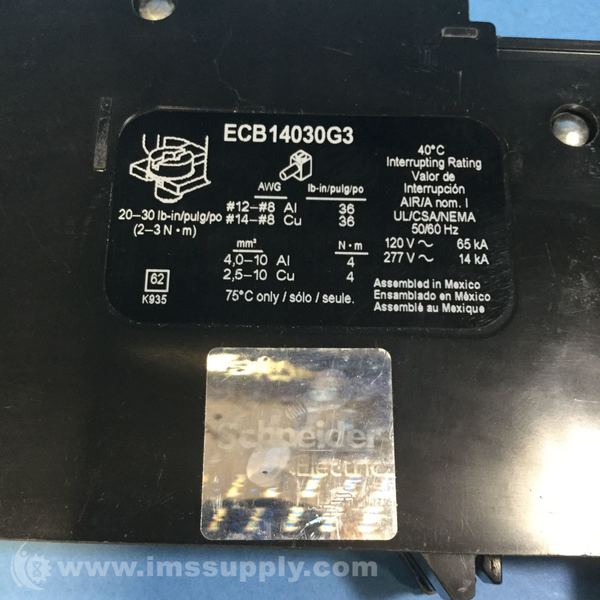 ECB14030G3
20-30 lb-in/pulg/po
(2-3 N·m)
62
K935
AWG lb-in/pulg/po
#12-#8 Al 36
#14-#8 Cu 36
mm² N·m
4,0-10 Al 4
2,5-10 Cu 4
75°C only / sólo / seule.
40°C
Interrupting Rating
Valor de
Interrupción
AIR/A nom. I
UL/CSA/NEMA
50/60 Hz
120 V ~ 65 kA
277 V ~ 14 kA
Assembled in Mexico
Ensamblado en México
Assemblé au Mexique
Schneider
Electric
www.imssupply.com